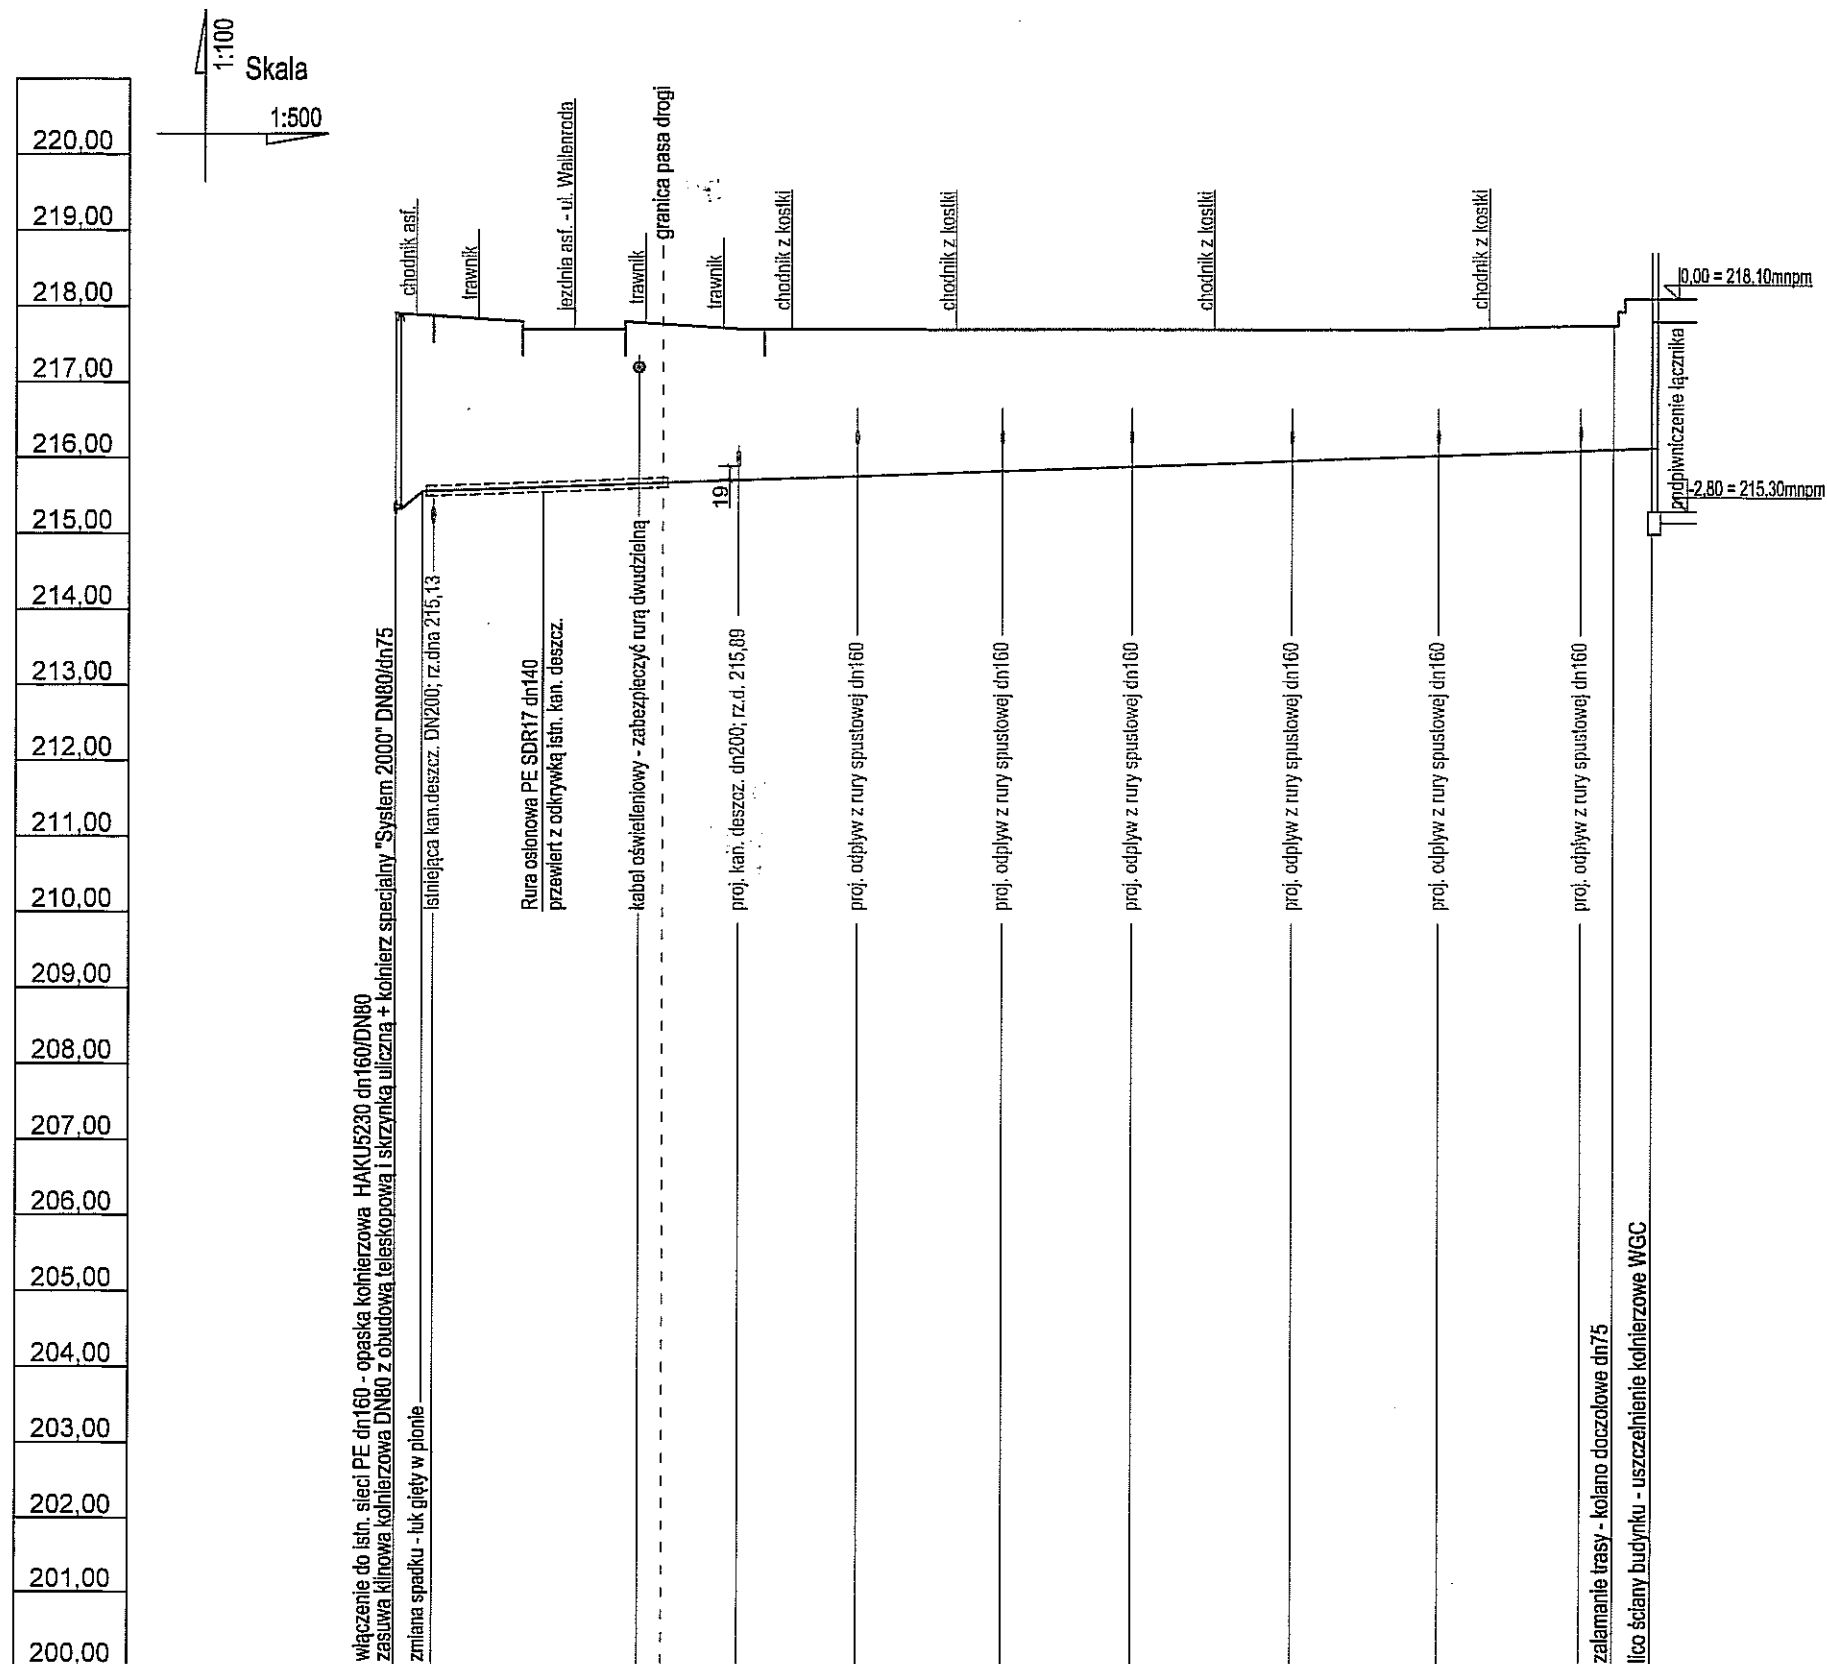 1:100
Skala
1:500
220,00
219,00
218,00
217,00
216,00
215,00
214,00
213,00
212,00
211,00
210,00
209,00
208,00
207,00
206,00
205,00
204,00
203,00
202,00
201,00
200,00
chodnik asf.
trawnik
jezdnia asf. - ul. Wallenroda
trawnik
granica pasa drogi
trawnik
chodnik z kostki
chodnik z kostki
chodnik z kostki
chodnik z kostki
0,00 = 218,10mnpm
podpiwniczenie łącznika
-2,80 = 215,30mnpm
19
włączenie do istn. sieci PE dn160 - opaska kołnierzowa HAKU5230 dn160/DN80
zasuwa klinowa kołnierzowa DN80 z obudową teleskopową i skrzynką uliczną + kołnierz specjalny "System 2000" DN80/dn75
zmiana spadku - łuk gięty w pionie
istniejąca kan.deszcz. DN200; rz.dna 215,13
Rura osłonowa PE SDR17 dn140
przewiert z odkrywką istn. kan. deszcz.
kabel oświetleniowy - zabezpieczyć rurą dwudzielną
proj. kan. deszcz. dn200; rz.d. 215,89
proj. odpływ z rury spustowej dn160
proj. odpływ z rury spustowej dn160
proj. odpływ z rury spustowej dn160
proj. odpływ z rury spustowej dn160
proj. odpływ z rury spustowej dn160
proj. odpływ z rury spustowej dn160
załamanie trasy - kolano doczołowe dn75
lico ściany budynku - uszczelnienie kołnierzowe WGC